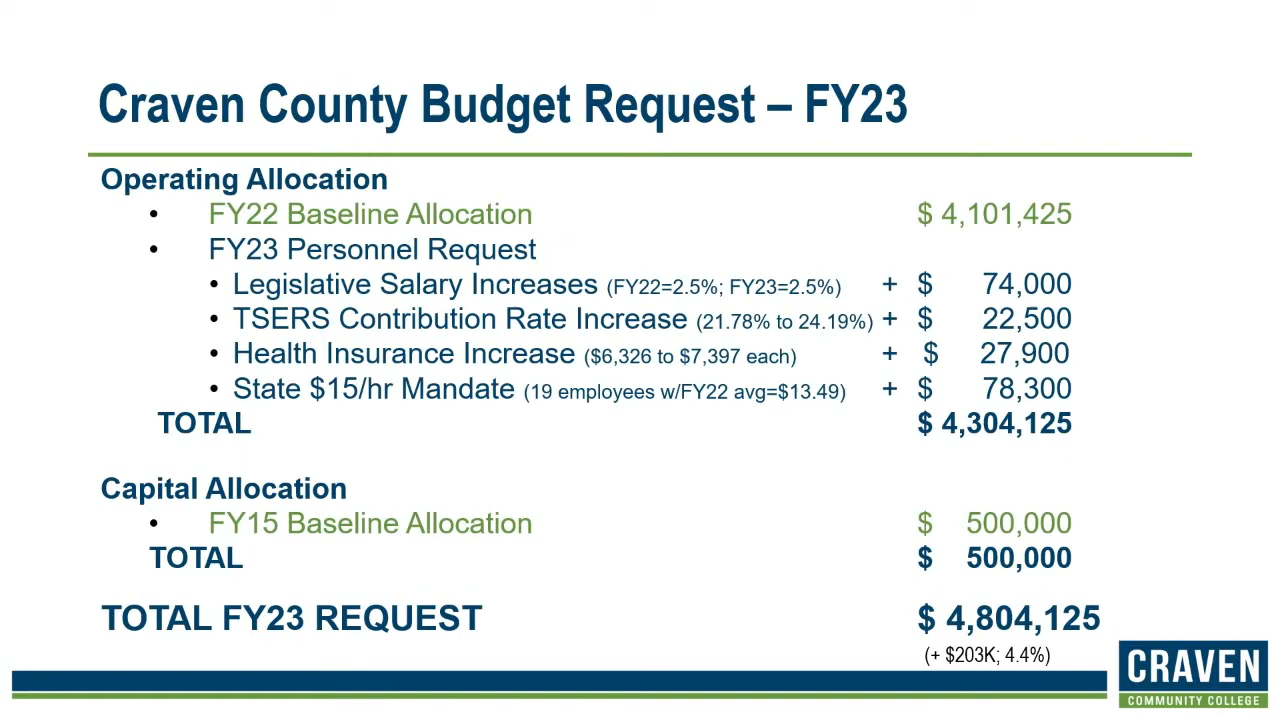 Craven County Budget Request – FY23
Operating Allocation
• FY22 Baseline Allocation $ 4,101,425
• FY23 Personnel Request
• Legislative Salary Increases (FY22=2.5%; FY23=2.5%) + $ 74,000
• TSERS Contribution Rate Increase (21.78% to 24.19%) + $ 22,500
• Health Insurance Increase ($6,326 to $7,397 each) + $ 27,900
• State $15/hr Mandate (19 employees w/FY22 avg=$13.49) + $ 78,300
TOTAL $ 4,304,125
Capital Allocation
• FY15 Baseline Allocation $ 500,000
TOTAL $ 500,000
TOTAL FY23 REQUEST $ 4,804,125
(+ $203K; 4.4%)
CRAVEN
COMMUNITY COLLEGE